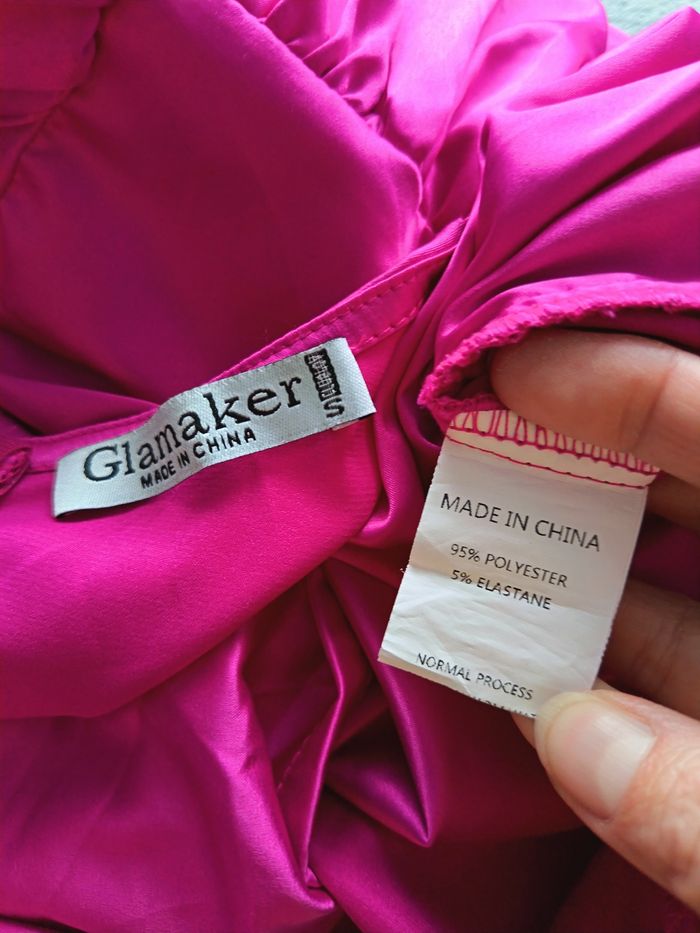 Glamaker
MADE IN CHINA
S
MADE IN CHINA
95% POLYESTER
5% ELASTANE
NORMAL PROCESS